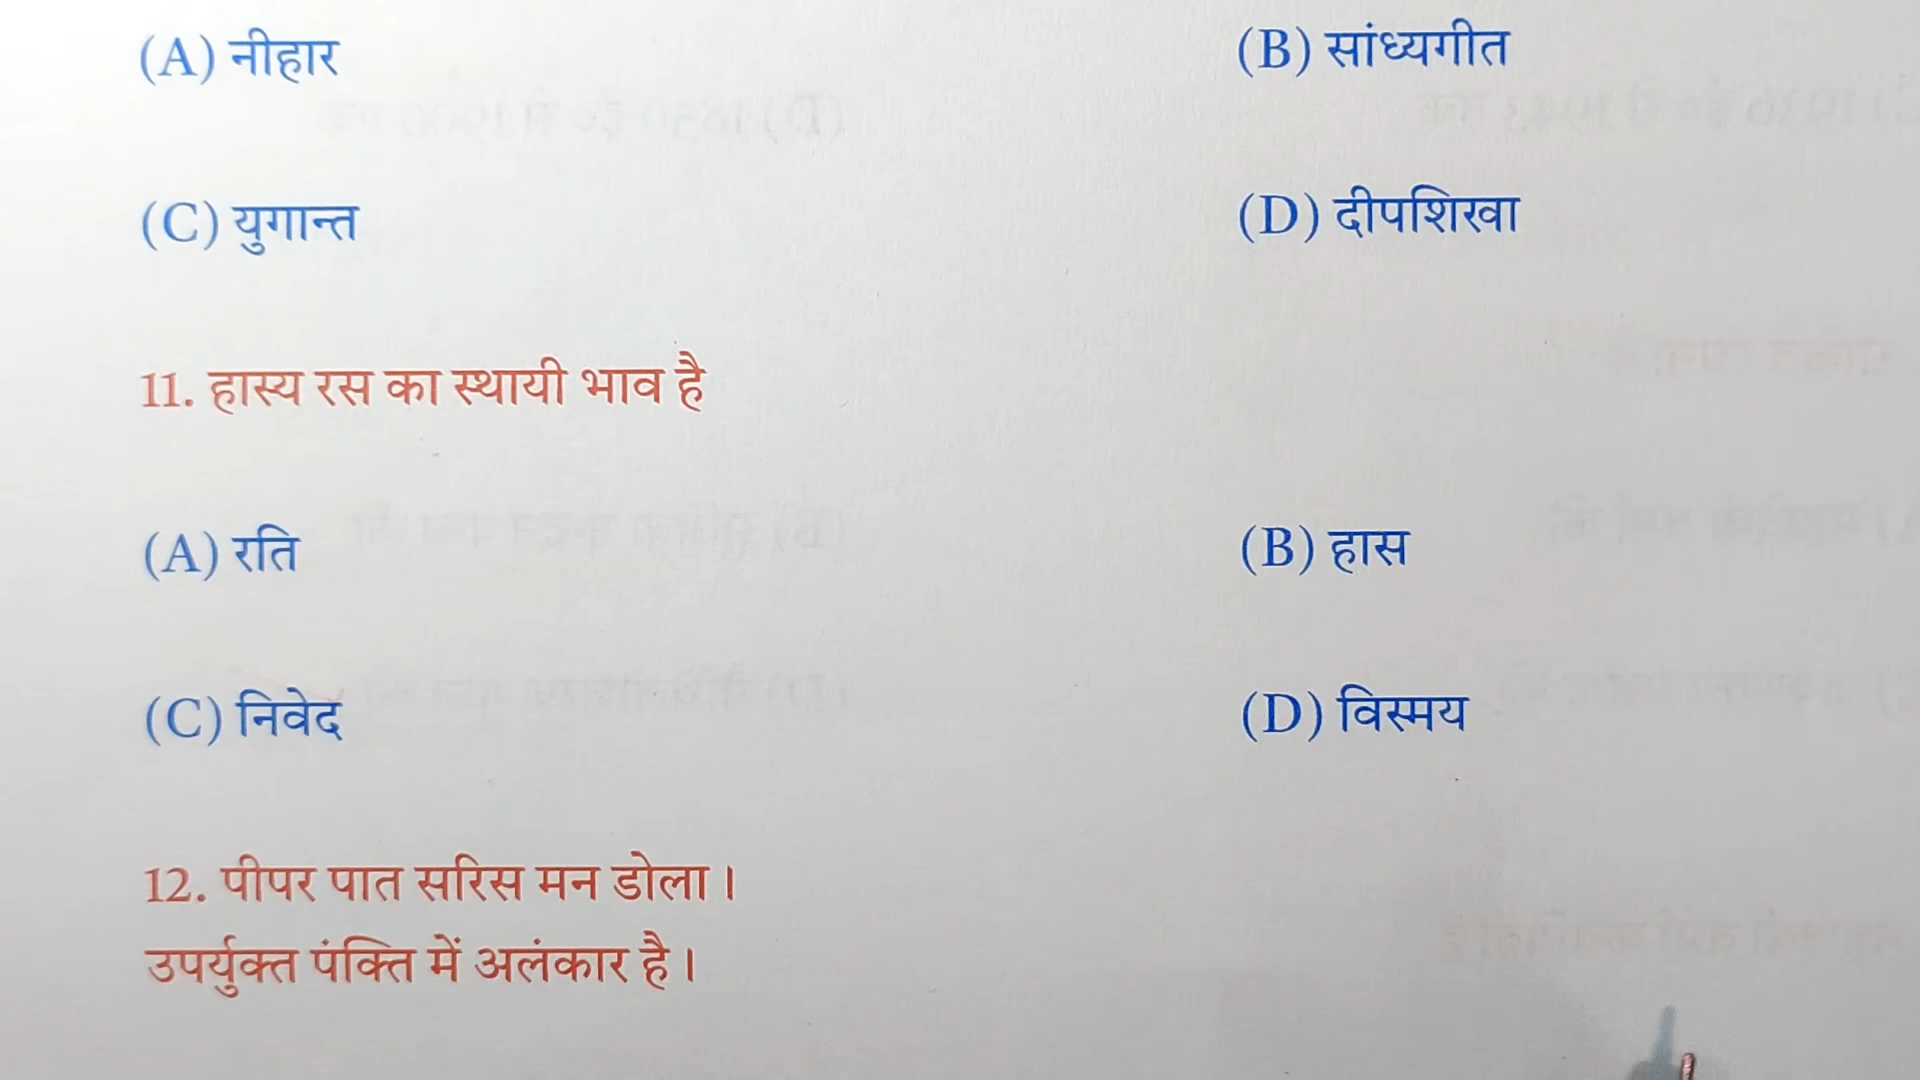 (A) नीहार (B) सांध्यगीत
(C) युगान्त (D) दीपशिखा
11. हास्य रस का स्थायी भाव है
(A) रति (B) हास
(C) निवेद (D) विस्मय
12. पीपर पात सरिस मन डोला।
उपर्युक्त पंक्ति में अलंकार है।